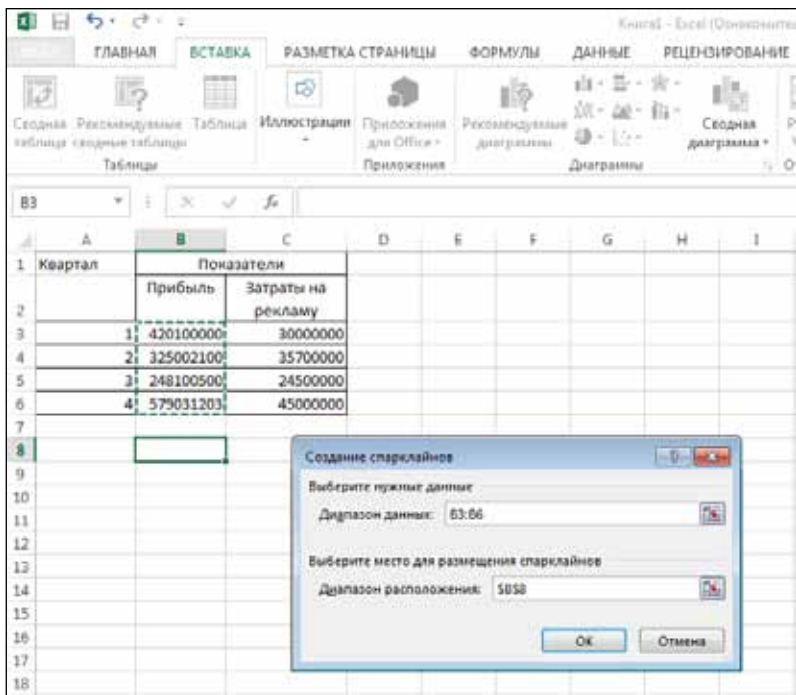 Книга1 - Excel
ГЛАВНАЯ ВСТАВКА РАЗМЕТКА СТРАНИЦЫ ФОРМУЛЫ ДАННЫЕ РЕЦЕНЗИРОВАНИЕ
Сводная таблица Рекомендуемые сводные таблицы Таблица Иллюстрации Приложения для Office Рекомендуемые диаграммы Сводная диаграмма
Таблицы Приложения Диаграммы
B3 fx
A B C D E F G H I
1 Квартал Показатели
2 Прибыль Затраты на рекламу
3 1 420100000 30000000
4 2 325002100 35700000
5 3 248100500 24500000
6 4 579031203 45000000
7
8
9
10
11
12
13
14
15
16
17
18
Создание спарклайнов
Выберите нужные данные
Диапазон данных: B3:B6
Выберите место для размещения спарклайнов
Диапазон расположения: $B$8
ОК Отмена